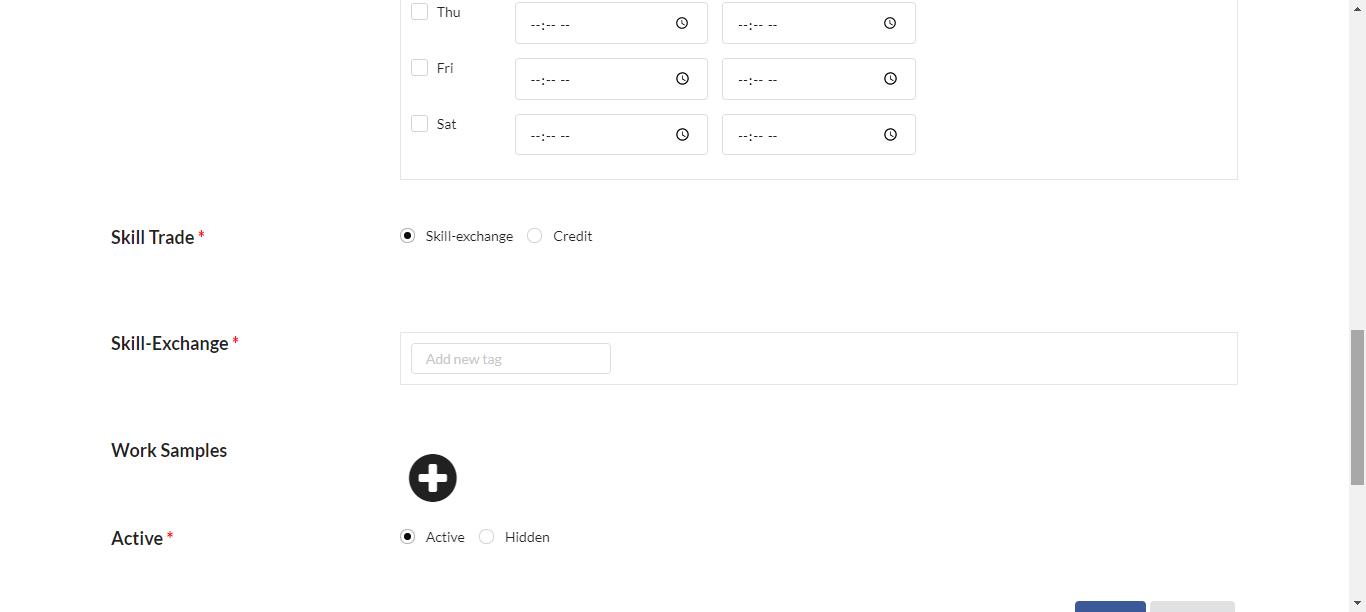 Thu --:-- -- --:-- --
Fri --:-- -- --:-- --
Sat --:-- -- --:-- --
Skill Trade * Skill-exchange Credit
Skill-Exchange * Add new tag
Work Samples
Active * Active Hidden